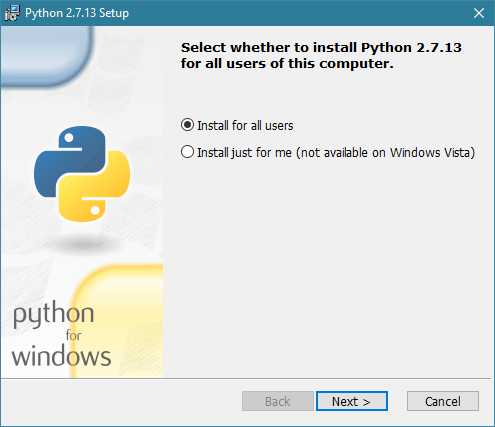 Python 2.7.13 Setup
Select whether to install Python 2.7.13
for all users of this computer.
Install for all users
Install just for me (not available on Windows Vista)
python
for
windows
Back
Next >
Cancel